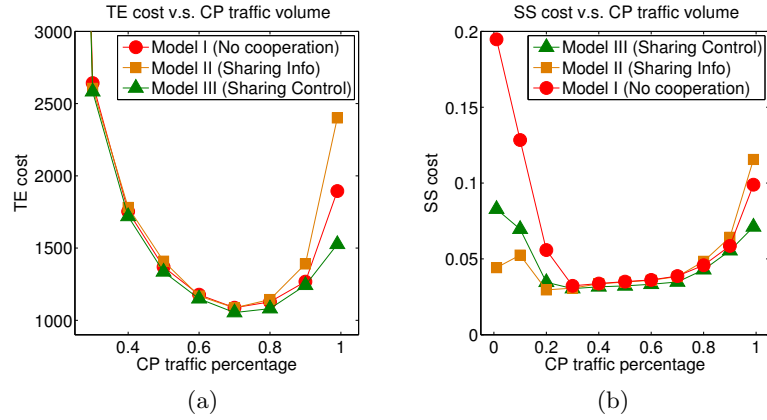 TE cost v.s. CP traffic volume
3000
2500
2000
1500
1000
TE cost
Model I (No cooperation)
Model II (Sharing Info)
Model III (Sharing Control)
0.4
0.6
0.8
1
CP traffic percentage
(a)
SS cost v.s. CP traffic volume
0.2
0.15
0.1
0.05
0
SS cost
Model III (Sharing Control)
Model II (Sharing Info)
Model I (No cooperation)
0
0.2
0.4
0.6
0.8
1
CP traffic percentage
(b)